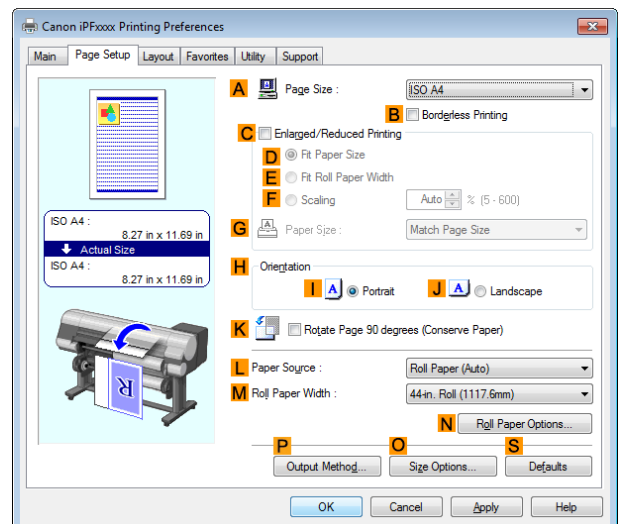 Canon iPFxxxx Printing Preferences
Main Page Setup Layout Favorites Utility Support
A Page Size : ISO A4
B Borderless Printing
C Enlarged/Reduced Printing
D Fit Paper Size
E Fit Roll Paper Width
F Scaling Auto % (5 - 600)
G A Paper Size : Match Page Size
ISO A4 :
8.27 in x 11.69 in
Actual Size
ISO A4 :
8.27 in x 11.69 in
H Orientation
I A Portrait J A Landscape
K Rotate Page 90 degrees (Conserve Paper)
R
L Paper Source : Roll Paper (Auto)
M Roll Paper Width : 44-in. Roll (1117.6mm)
N Roll Paper Options...
P O S
Output Method... Size Options... Defaults
OK Cancel Apply Help